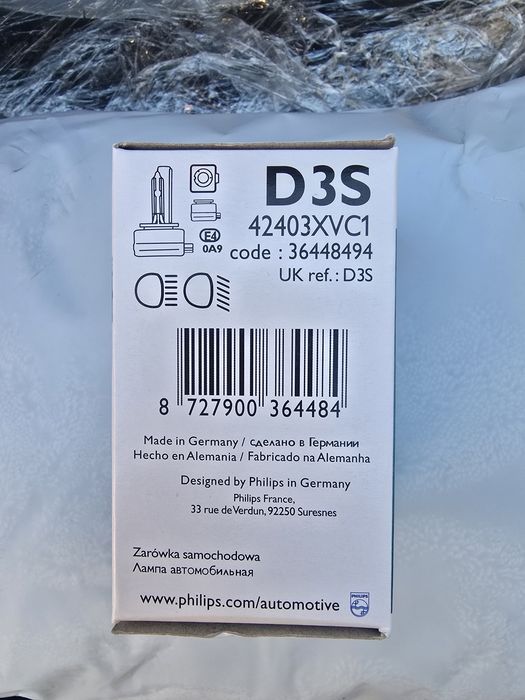 D3S
42403XVC1
E4
0A9
code : 36448494
UK ref.: D3S
8 727900 364484
Made in Germany / сделано в Германии
Hecho en Alemania / Fabricado na Alemanha
Designed by Philips in Germany
Philips France,
33 rue de Verdun, 92250 Suresnes
Żarówka samochodowa
Лампа автомобильная
www.philips.com/automotive
PHILIPS